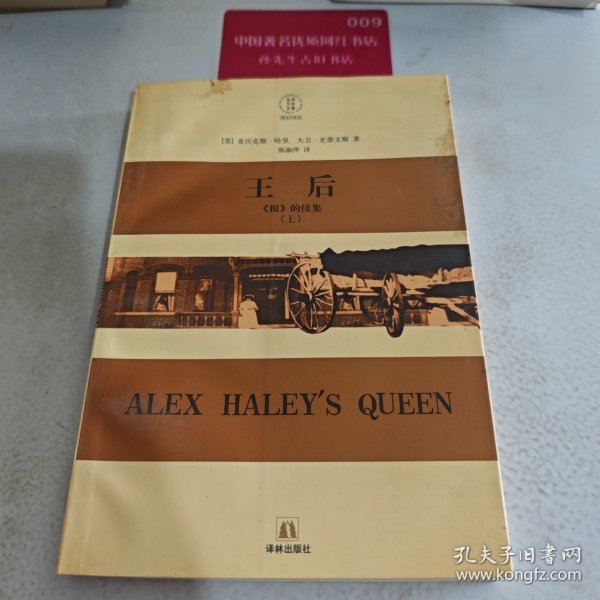 009
中国著名优质网红书店
孙先生古旧书店
[美] 亚历克斯·哈里 大卫·史蒂文斯 著
陈淑萍 译
王后
《根》的续集
(上)
ALEX HALEY'S QUEEN
译林出版社
孔夫子旧书网
www.kongfz.com